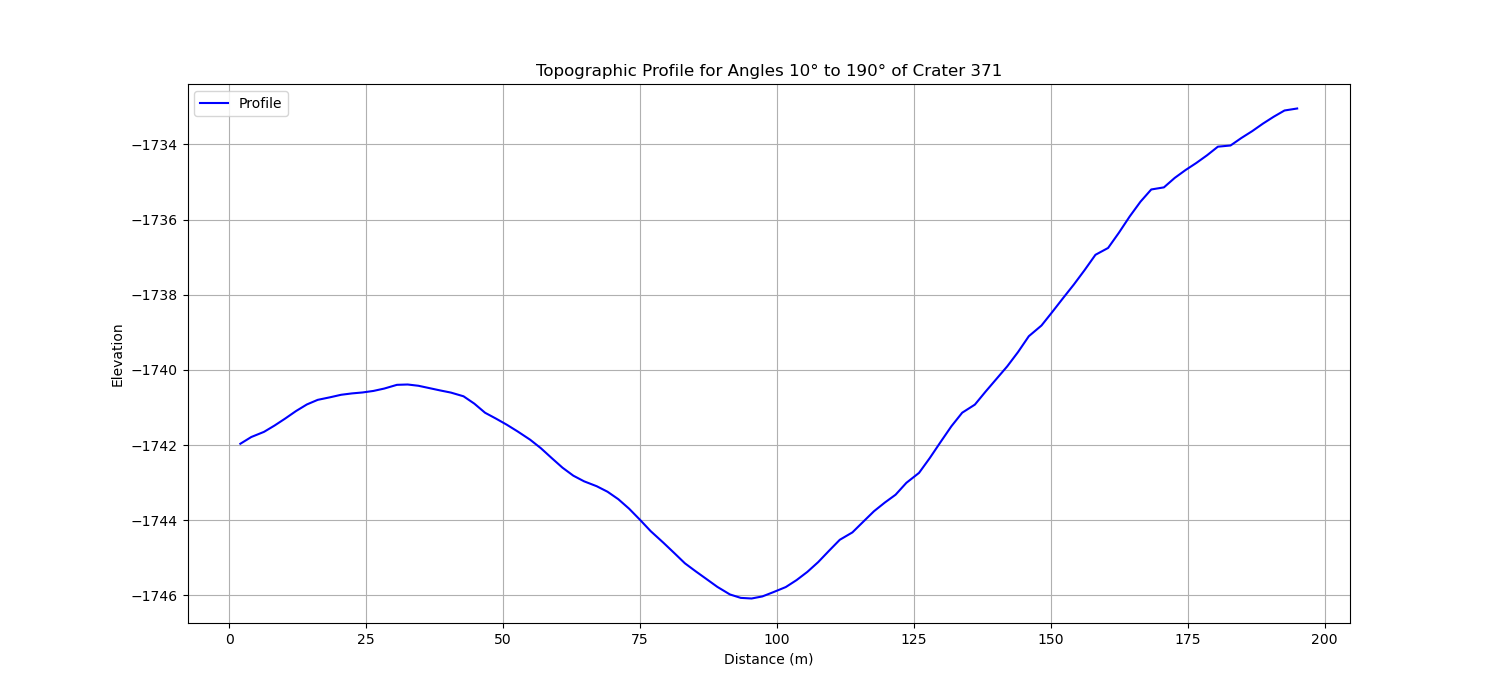 Topographic Profile for Angles 10° to 190° of Crater 371
Profile
−1734
−1736
−1738
−1740
−1742
−1744
−1746
Elevation
0 25 50 75 100 125 150 175 200
Distance (m)